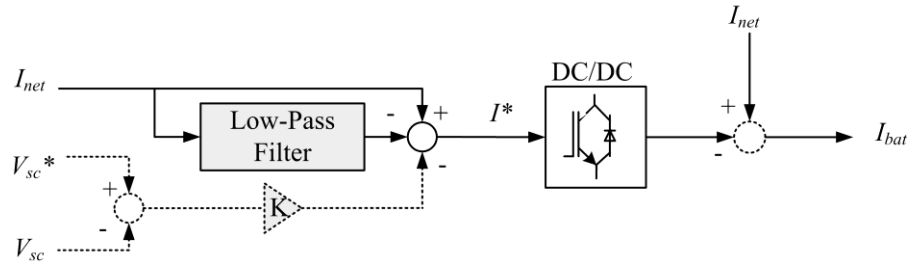 I_net
DC/DC
I_net
+
-
Low-Pass
Filter
-
+
-
I*
+
-
I_bat
V_sc*
+
-
K
V_sc